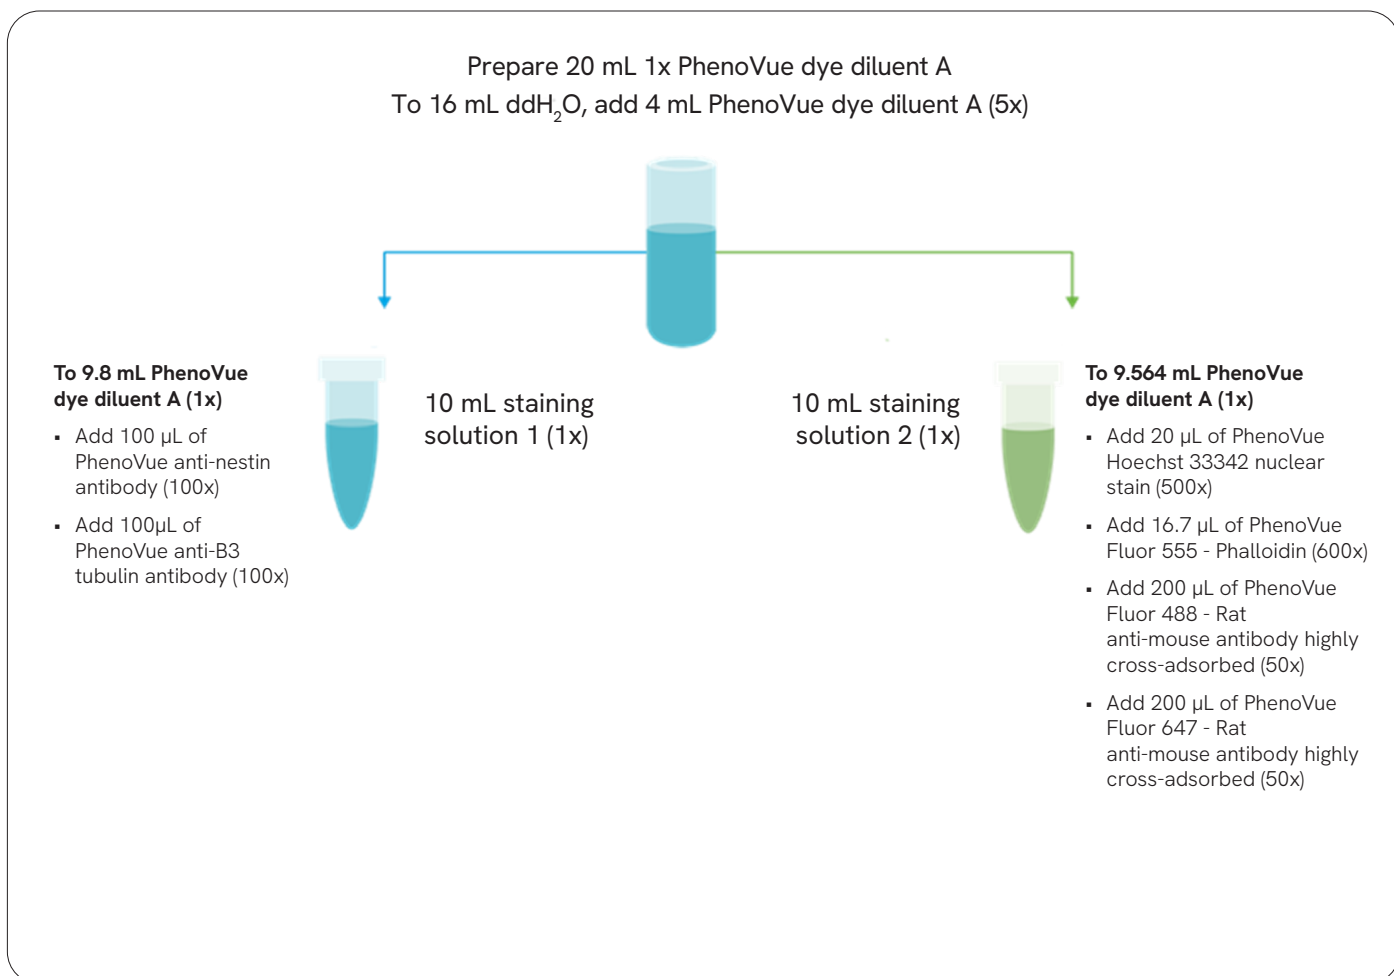 Prepare 20 mL 1x PhenoVue dye diluent A
To 16 mL ddH₂O, add 4 mL PhenoVue dye diluent A (5x)
To 9.8 mL PhenoVue
dye diluent A (1x)
▪ Add 100 µL of
PhenoVue anti-nestin
antibody (100x)
▪ Add 100µL of
PhenoVue anti-B3
tubulin antibody (100x)
10 mL staining
solution 1 (1x)
10 mL staining
solution 2 (1x)
To 9.564 mL PhenoVue
dye diluent A (1x)
▪ Add 20 µL of PhenoVue
Hoechst 33342 nuclear
stain (500x)
▪ Add 16.7 µL of PhenoVue
Fluor 555 - Phalloidin (600x)
▪ Add 200 µL of PhenoVue
Fluor 488 - Rat
anti-mouse antibody highly
cross-adsorbed (50x)
▪ Add 200 µL of PhenoVue
Fluor 647 - Rat
anti-mouse antibody highly
cross-adsorbed (50x)